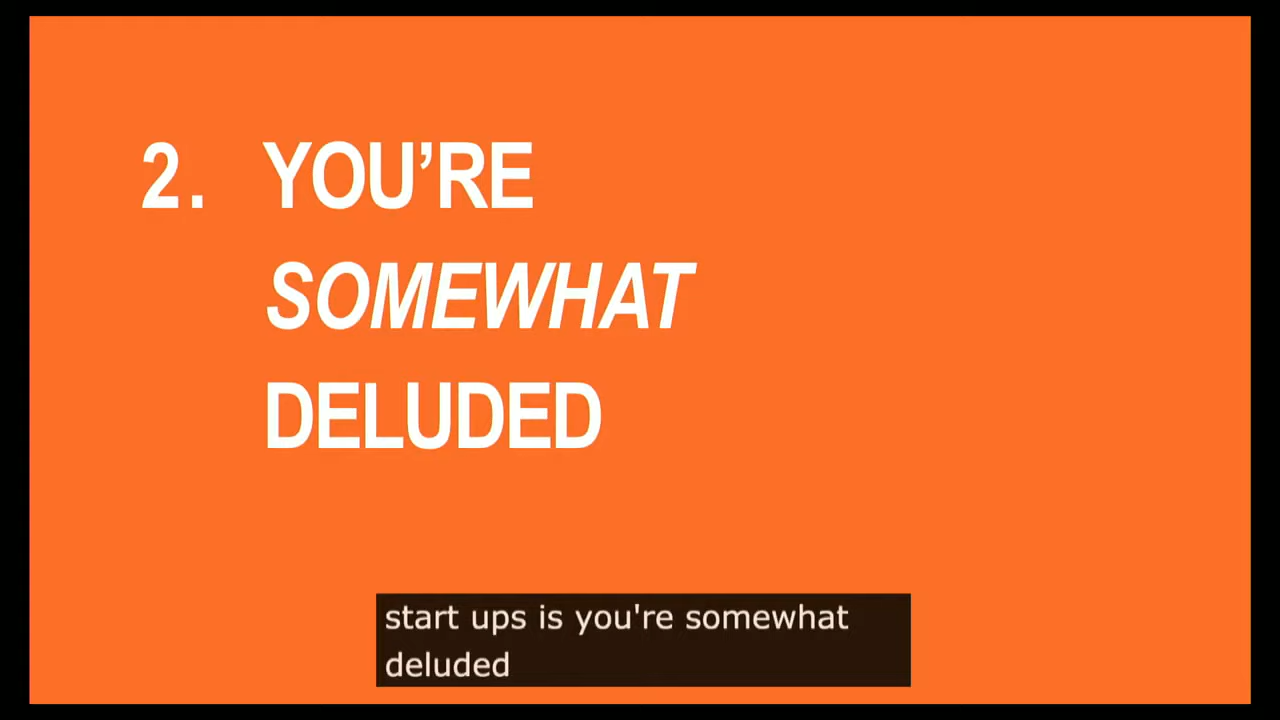 2. YOU’RE
SOMEWHAT
DELUDED
start ups is you're somewhat
deluded